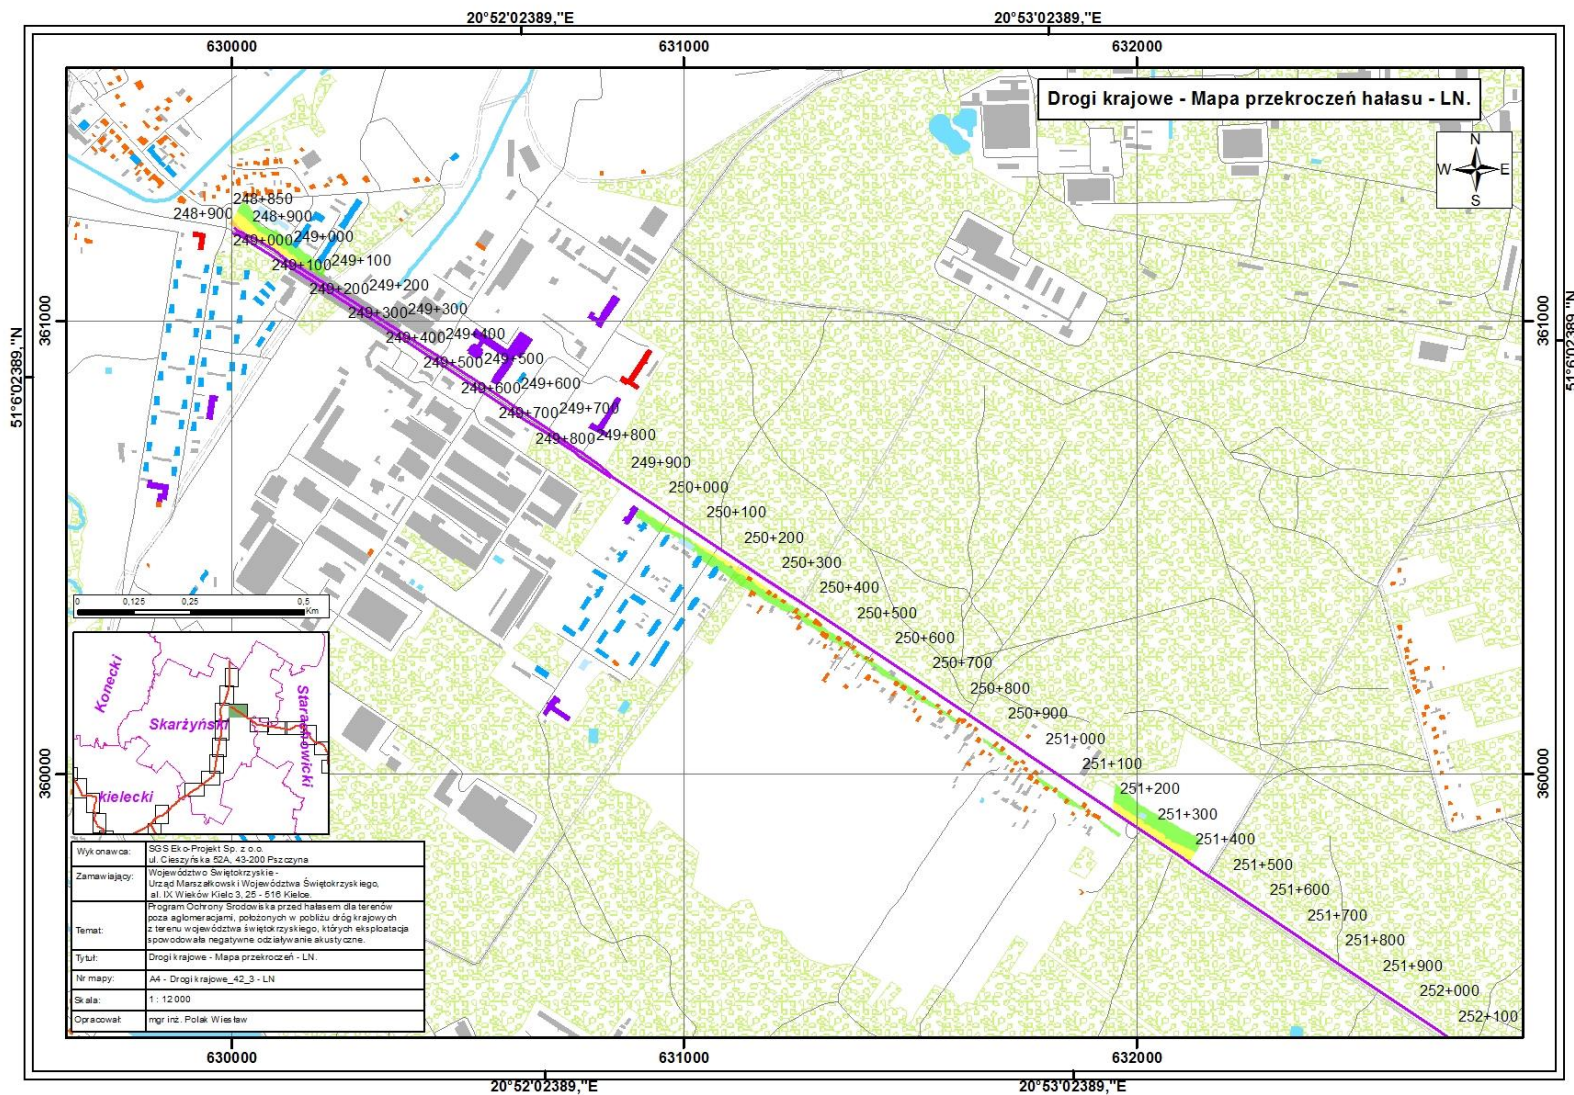 20°52'02389,"E
20°53'02389,"E
630000
631000
632000
Drogi krajowe - Mapa przekroczeń hałasu - LN.
N
W
E
S
248+850
248+900
248+900
249+000
249+000
249+100
249+100
249+200
249+200
249+300
249+300
249+400
249+400
249+500
249+500
249+600
249+600
249+700
249+700
249+800
249+800
249+900
250+000
250+100
250+200
250+300
250+400
250+500
250+600
250+700
250+800
250+900
251+000
251+100
251+200
251+300
251+400
251+500
251+600
251+700
251+800
251+900
252+000
252+100
361000
361000
51°6'02389,"N
51°6'02389,"N
360000
360000
0
0,125
0,25
0,5
Km
Konecki
Skarżyński
Starachowicki
kielecki
Wykonawca:
SGS Eko-Projekt Sp. z o.o.
ul. Cieszyńska 52A, 43-200 Pszczyna
Zamawiający:
Województwo Świętokrzyskie -
Urząd Marszałkowski Województwa Świętokrzyskiego,
al. IX Wieków Kielc 3, 25 - 516 Kielce.
Temat:
Program Ochrony Środowiska przed hałasem dla terenów
poza aglomeracjami, położonych w pobliżu dróg krajowych
z terenu województwa świętokrzyskiego, których eksploatacja
spowodowała negatywne odziaływanie akustyczne.
Tytuł:
Drogi krajowe - Mapa przekroczeń - LN.
Nr mapy:
A4 - Drogi krajowe_42_3 - LN
Skala:
1 : 12 000
Opracował:
mgr inż. Polak Wiesław
630000
631000
632000
20°52'02389,"E
20°53'02389,"E